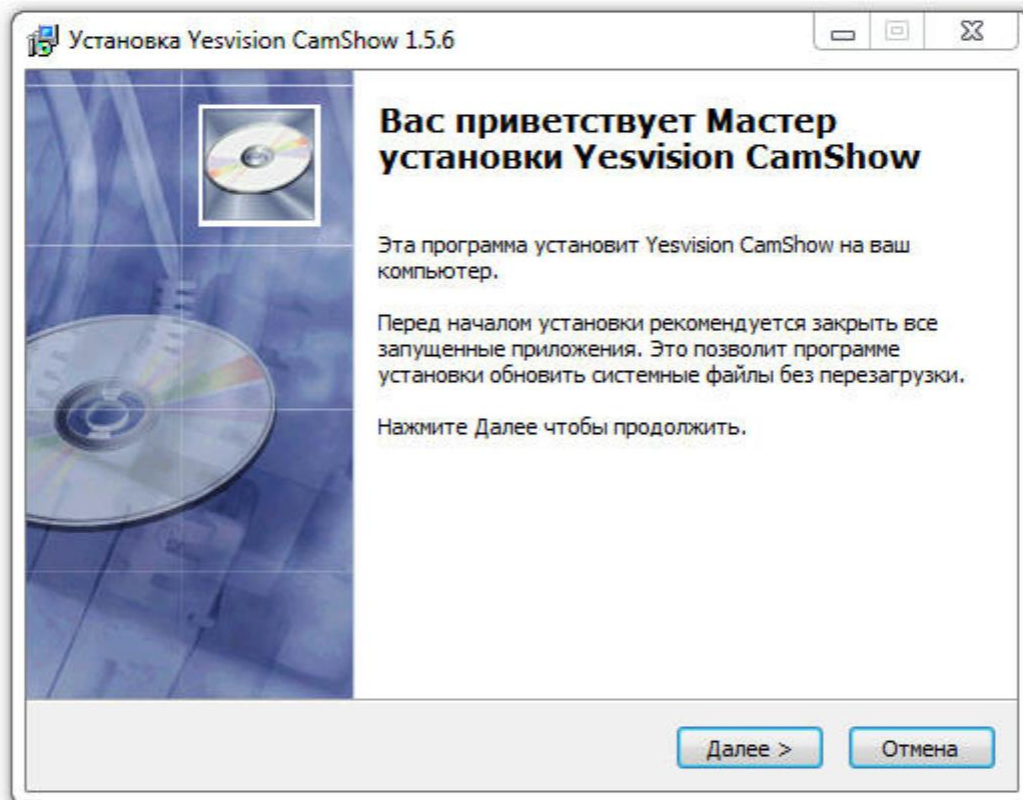 Установка Yesvision CamShow 1.5.6
Вас приветствует Мастер
установки Yesvision CamShow
Эта программа установит Yesvision CamShow на ваш
компьютер.
Перед началом установки рекомендуется закрыть все
запущенные приложения. Это позволит программе
установки обновить системные файлы без перезагрузки.
Нажмите Далее чтобы продолжить.
Далее >
Отмена